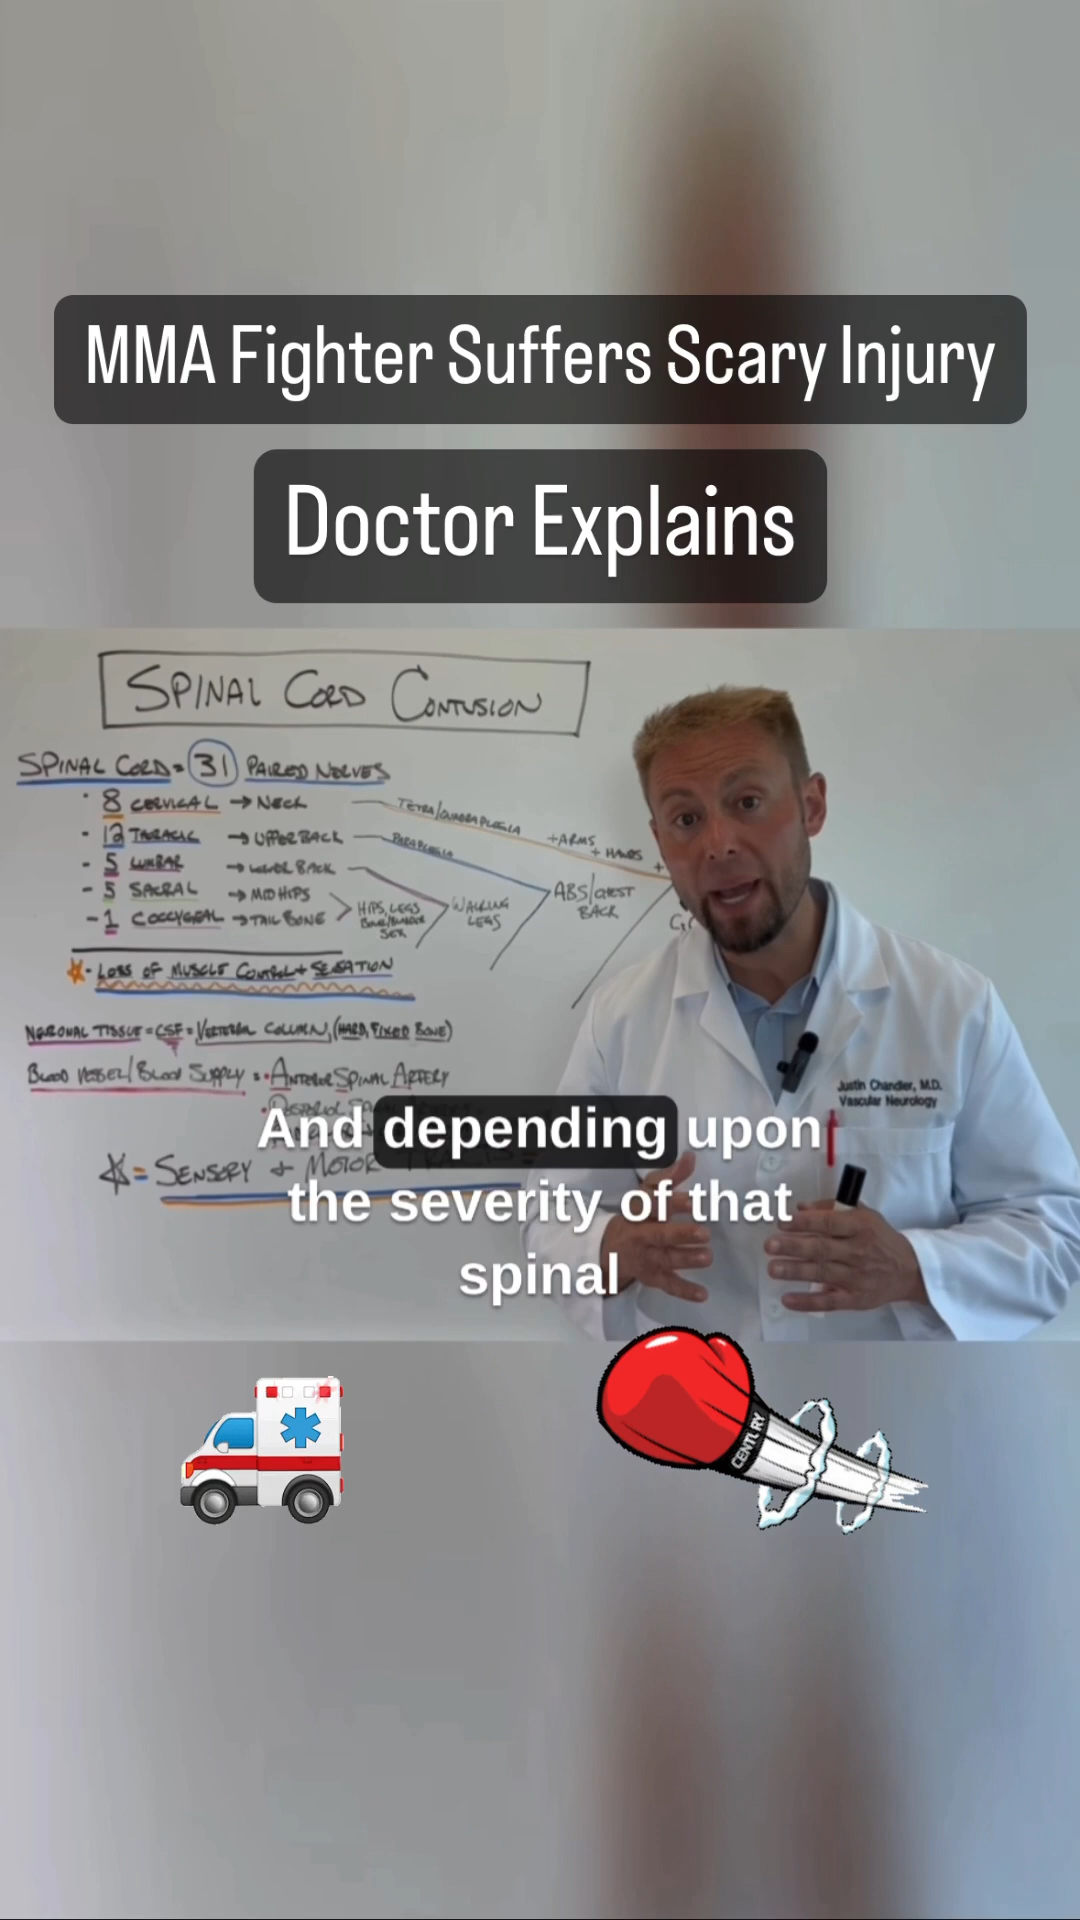 MMA Fighter Suffers Scary Injury
Doctor Explains
SPINAL CORD CONTUSION
SPINAL CORD = 31 PAIRED NERVES
8 CERVICAL → NECK
- 12 THORACIC → UPPER BACK
- 5 LUMBAR → LOWER BACK
- 5 SACRAL → MID HIPS
- 1 COCCYGEAL → TAIL BONE
TETRA/QUADRAPLEGIA
+ARMS
+ HANDS
+
PARAPLEGIA
ABS/CHEST
BACK
WALKING
LEGS
HIPS, LEGS
SEX
- LOSS OF MUSCLE CONTROL + SENSATION
NEURONAL TISSUE = CSF = VERTEBRAL COLUMN, (HARD, FIXED BONE)
BLOOD VESSEL/BLOOD SUPPLY = • ANTERIOR SPINAL ARTERY
= SENSORY & MOTOR
Justin Chandler, M.D.
Vascular Neurology
And depending upon
the severity of that
spinal
CENTURY